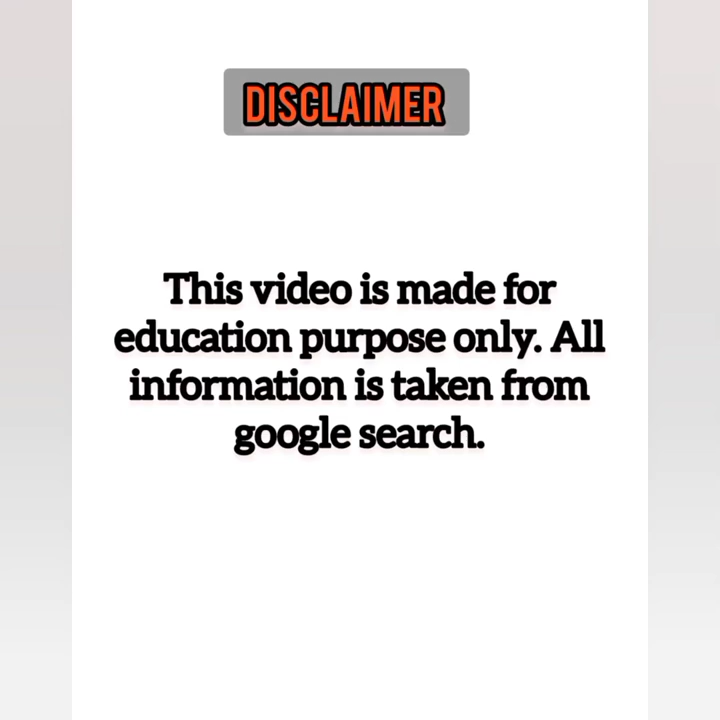 DISCLAIMER
This video is made for
education purpose only. All
information is taken from
google search.